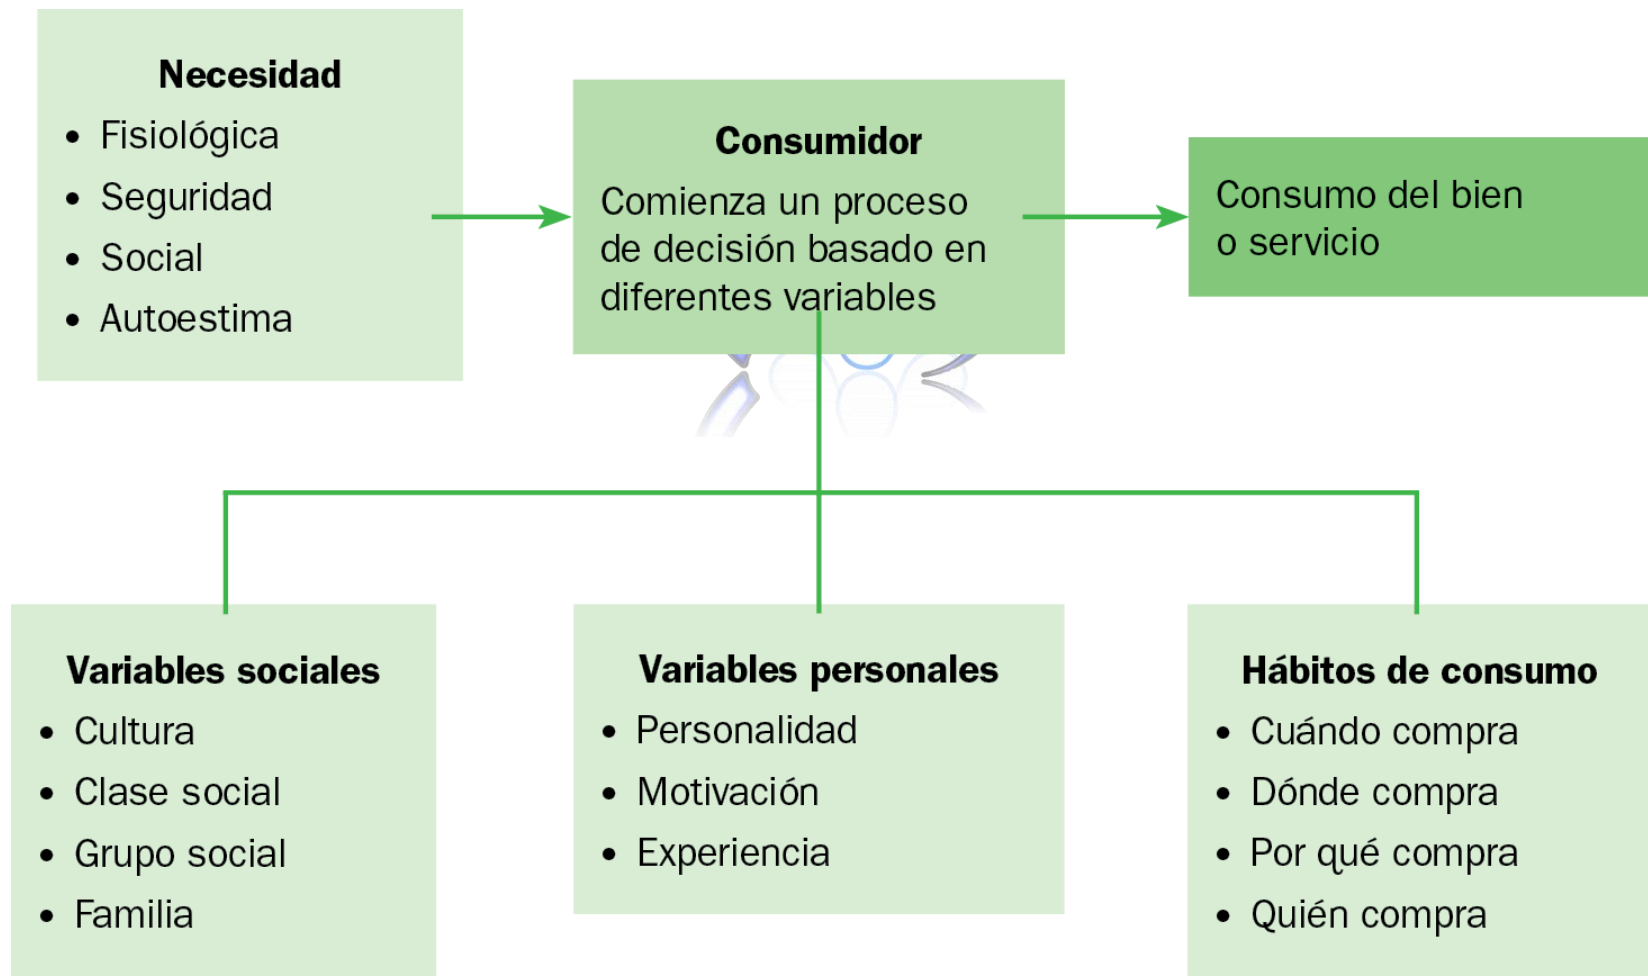 Necesidad
• Fisiológica
• Seguridad
• Social
• Autoestima
Consumidor
Comienza un proceso
de decisión basado en
diferentes variables
Consumo del bien
o servicio
Variables sociales
• Cultura
• Clase social
• Grupo social
• Familia
Variables personales
• Personalidad
• Motivación
• Experiencia
Hábitos de consumo
• Cuándo compra
• Dónde compra
• Por qué compra
• Quién compra